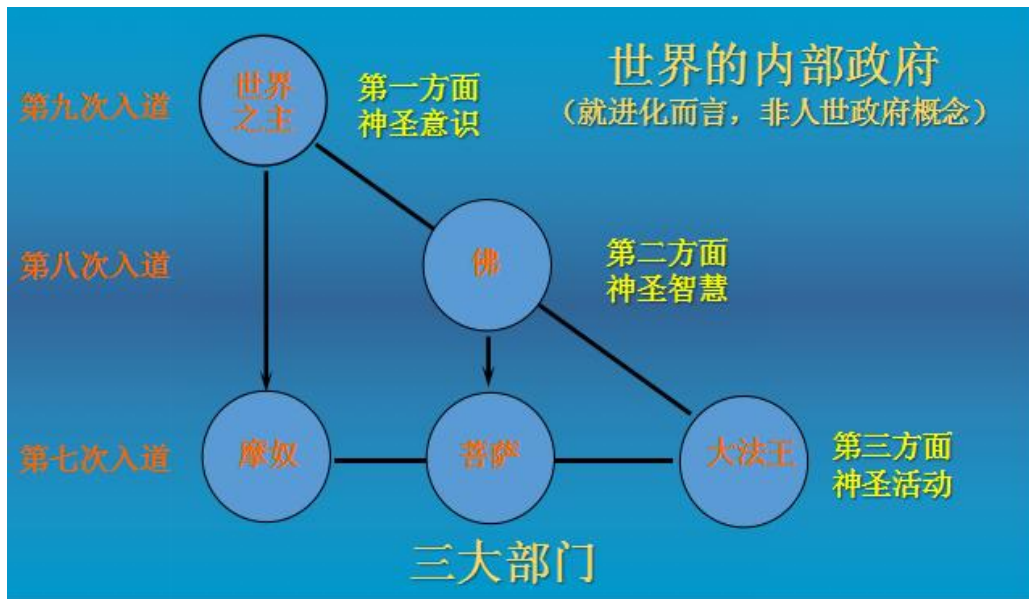 世界的内部政府
（就进化而言，非人世政府概念）
第九次入道
世界
之主
第一方面
神圣意识
第八次入道
佛
第二方面
神圣智慧
第七次入道
摩奴
菩萨
大法王
第三方面
神圣活动
三大部门